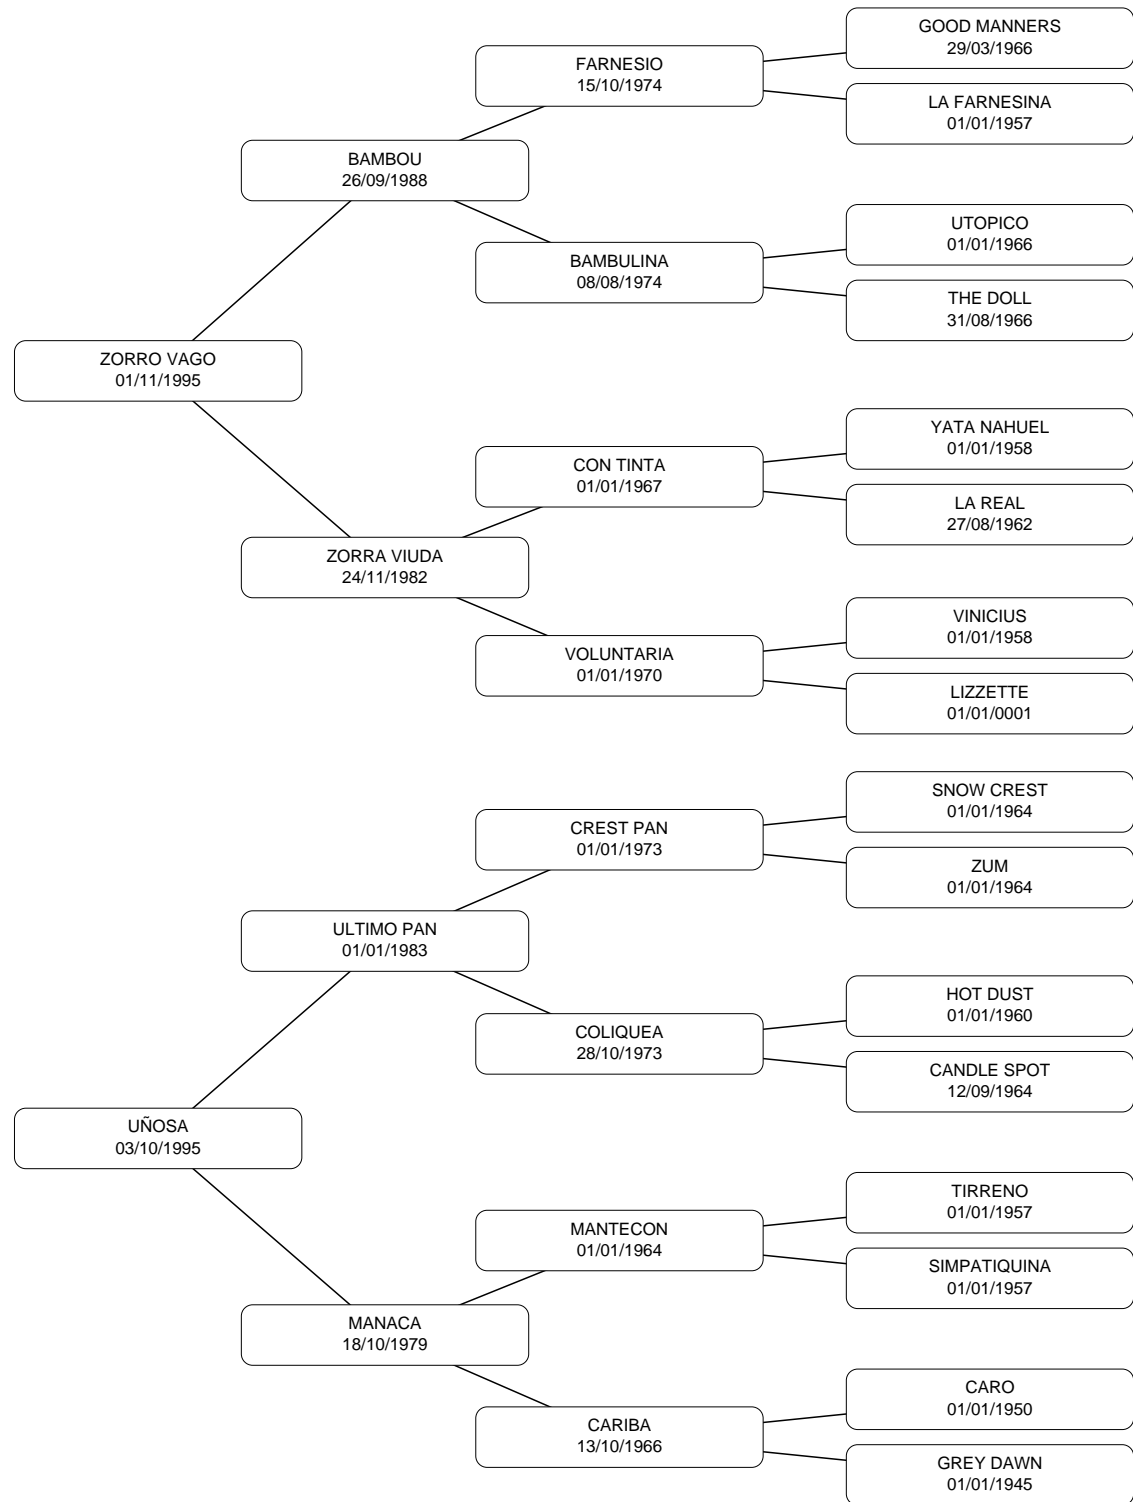 GOOD MANNERS
29/03/1966
FARNESIO
15/10/1974
LA FARNESINA
01/01/1957
BAMBOU
26/09/1988
UTOPICO
01/01/1966
BAMBULINA
08/08/1974
THE DOLL
31/08/1966
ZORRO VAGO
01/11/1995
YATA NAHUEL
01/01/1958
CON TINTA
01/01/1967
LA REAL
27/08/1962
ZORRA VIUDA
24/11/1982
VINICIUS
01/01/1958
VOLUNTARIA
01/01/1970
LIZZETTE
01/01/0001
SNOW CREST
01/01/1964
CREST PAN
01/01/1973
ZUM
01/01/1964
ULTIMO PAN
01/01/1983
HOT DUST
01/01/1960
COLIQUEA
28/10/1973
CANDLE SPOT
12/09/1964
UÑOSA
03/10/1995
TIRRENO
01/01/1957
MANTECON
01/01/1964
SIMPATIQUINA
01/01/1957
MANACA
18/10/1979
CARO
01/01/1950
CARIBA
13/10/1966
GREY DAWN
01/01/1945